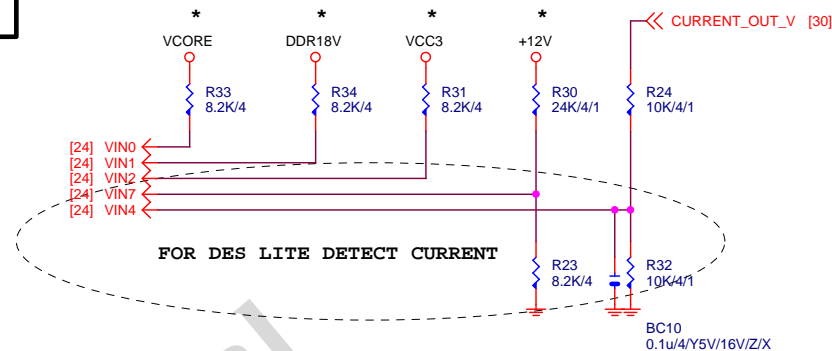 * * * *
CURRENT_OUT_V [30]
VCORE DDR18V VCC3 +12V
R33 R34 R31 R30 R24
8.2K/4 8.2K/4 8.2K/4 24K/4/1 10K/4/1
[24] VIN0
[24] VIN1
[24] VIN2
[24] VIN7
[24] VIN4
FOR DES LITE DETECT CURRENT
R23 R32
8.2K/4 10K/4/1
BC10
0.1u/4/Y5V/16V/Z/X